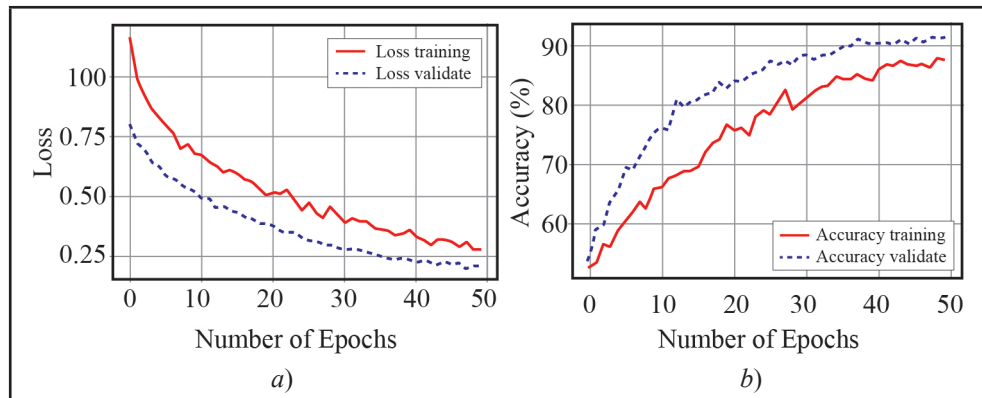 Loss training
Loss validate
100
0.75
0.50
0.25
Loss
0 10 20 30 40 50
Number of Epochs
a)
90
80
70
60
Accuracy (%)
Accuracy training
Accuracy validate
0 10 20 30 40 50
Number of Epochs
b)